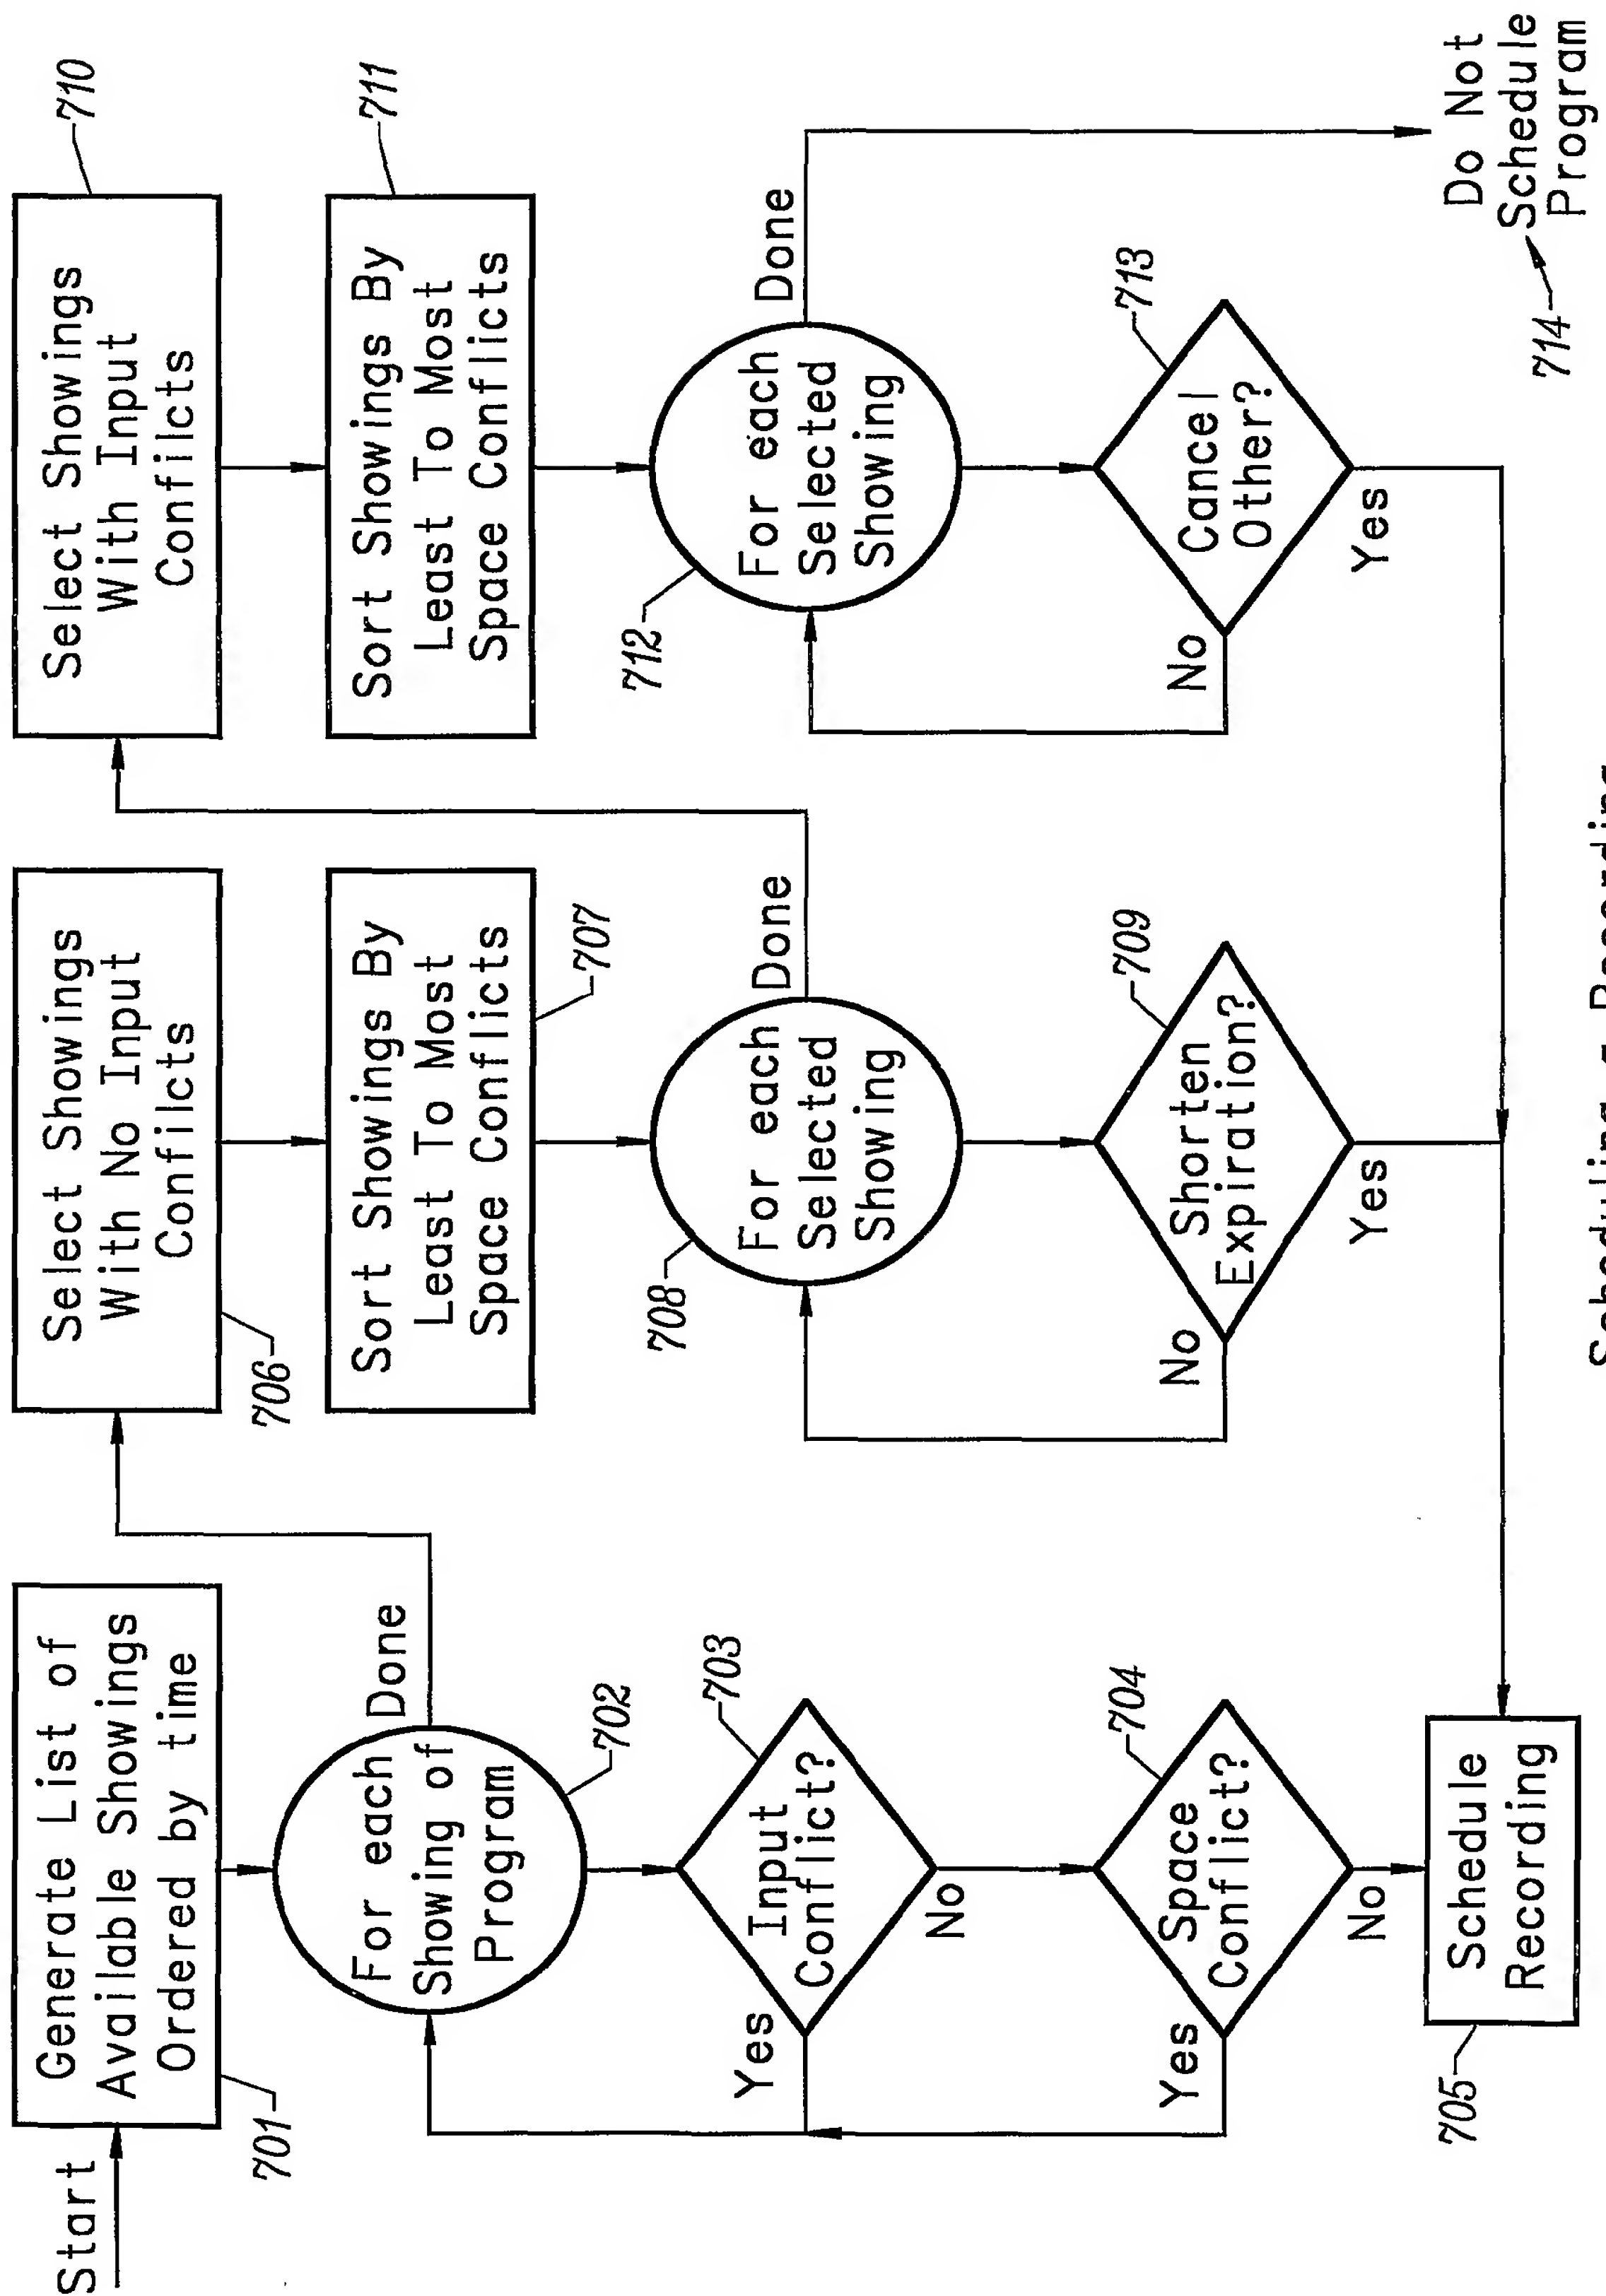 Start
Generate List of
Available Showings
Ordered by time
701
For each
Showing of
Program
702
Done
Input
Conflict?
703
Yes
No
Space
Conflict?
704
Yes
No
Schedule
Recording
705
Select Showings
With No Input
Confilcts
706
Sort Showings By
Least To Most
Space Conflicts
707
For each
Selected
Showing
708
Done
Shorten
Expiration?
709
No
Yes
Select Showings
With Input
Confilcts
710
Sort Showings By
Least To Most
Space Conflicts
711
For each
Selected
Showing
712
Done
Cancel
Other?
713
No
Yes
Do Not
Schedule
Program
714
Scheduling a Recording